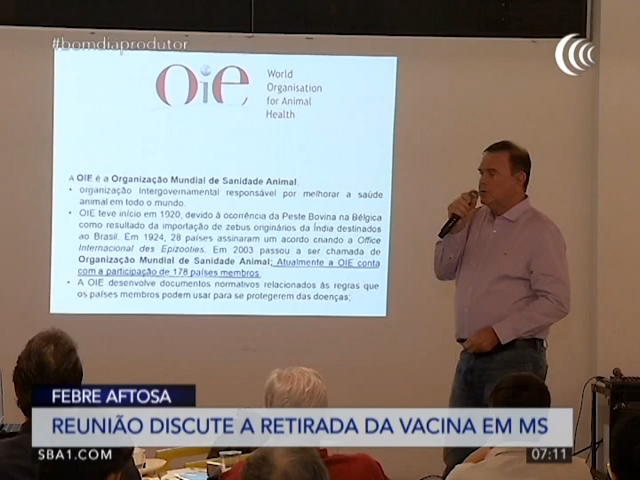 #bomdiaprodutor
OiE
World
Organisation
for Animal
Health
A OIE é a Organização Mundial de Sanidade Animal.
• organização Intergovernamental responsável por melhorar a saúde
animal em todo o mundo.
• OIE teve início em 1920, devido à ocorrência da Peste Bovina na Bélgica
como resultado da importação de zebus originários da Índia destinados
ao Brasil. Em 1924, 28 países assinaram um acordo criando a Office
Internacional des Epizooties. Em 2003 passou a ser chamada de
Organização Mundial de Sanidade Animal; Atualmente a OIE conta
com a participação de 178 países membros
• A OIE desenvolve documentos normativos relacionados às regras que
os países membros podem usar para se protegerem das doenças;
FEBRE AFTOSA
REUNIÃO DISCUTE A RETIRADA DA VACINA EM MS
SBA1.COM
07:11